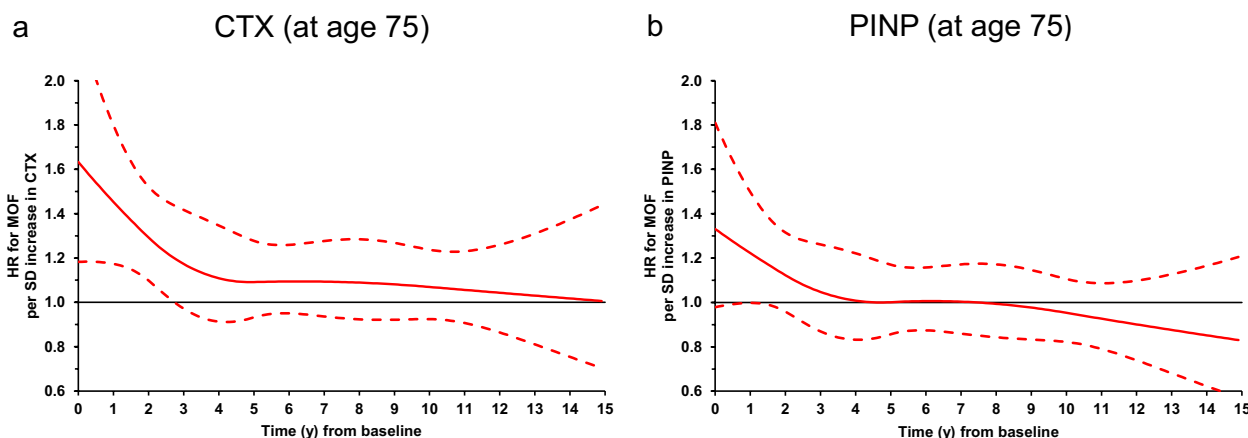 a
CTX (at age 75)
HR for MOF
per SD increase in CTX
2.0
1.8
1.6
1.4
1.2
1.0
0.8
0.6
0 1 2 3 4 5 6 7 8 9 10 11 12 13 14 15
Time (y) from baseline
b
PINP (at age 75)
HR for MOF
per SD increase in PINP
2.0
1.8
1.6
1.4
1.2
1.0
0.8
0.6
0 1 2 3 4 5 6 7 8 9 10 11 12 13 14 15
Time (y) from baseline